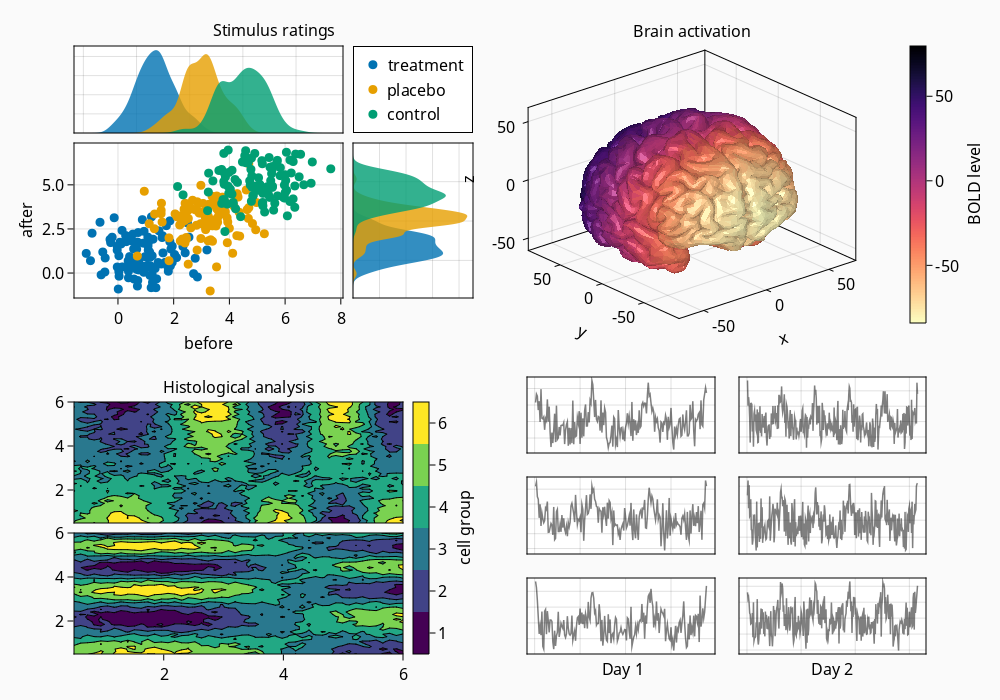 Stimulus ratings
treatment
placebo
control
after
5.0
2.5
0.0
0
2
4
6
8
before
z
Brain activation
50
0
-50
50
0
-50
y
-50
0
50
x
50
0
-50
BOLD level
Histological analysis
6
4
2
6
4
2
2
4
6
6
5
4
3
2
1
cell group
Day 1
Day 2